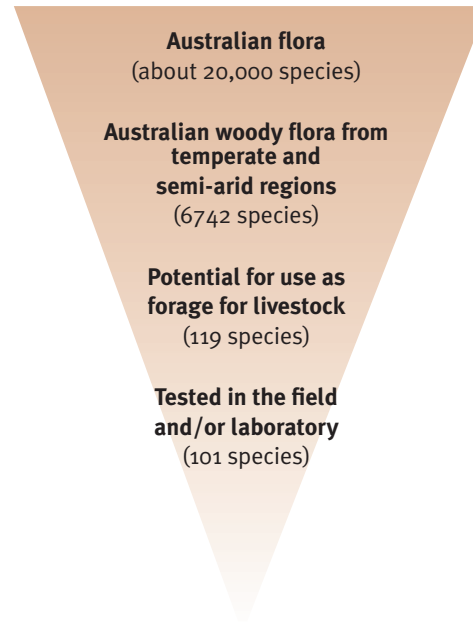 Australian flora
(about 20,000 species)
Australian woody flora from
temperate and
semi-arid regions
(6742 species)
Potential for use as
forage for livestock
(119 species)
Tested in the field
and/or laboratory
(101 species)